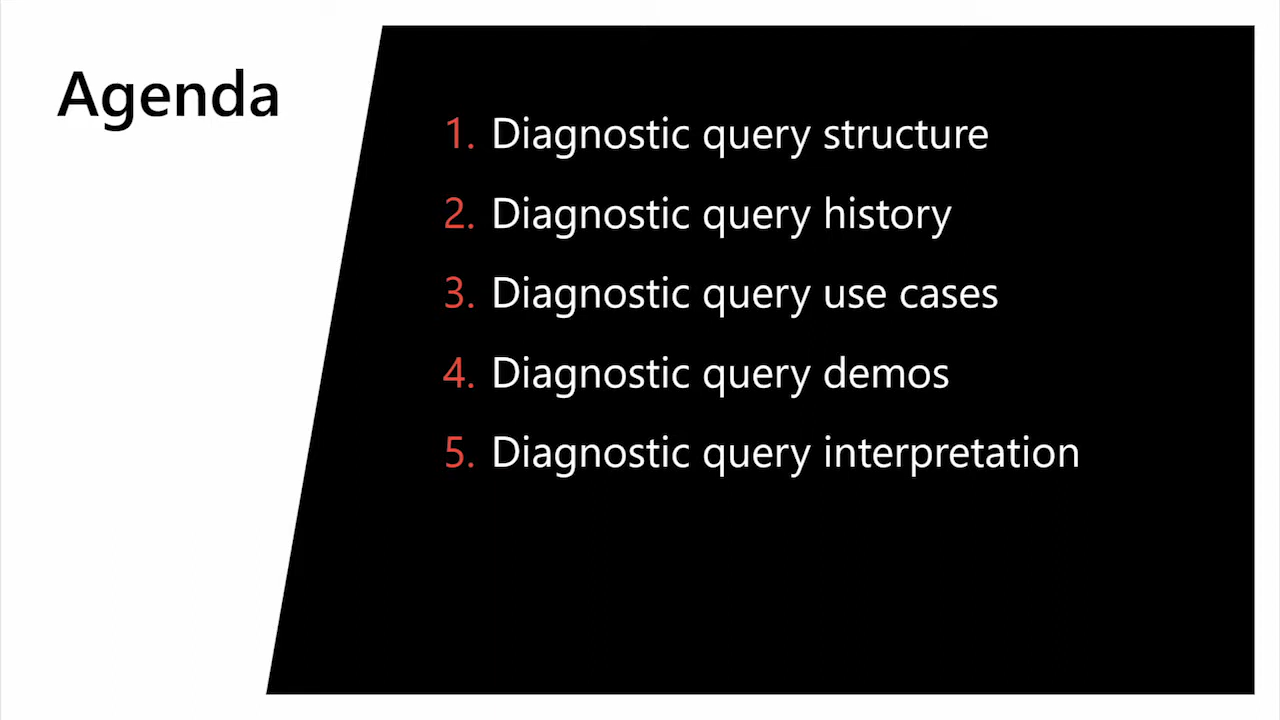 Agenda
1. Diagnostic query structure
2. Diagnostic query history
3. Diagnostic query use cases
4. Diagnostic query demos
5. Diagnostic query interpretation